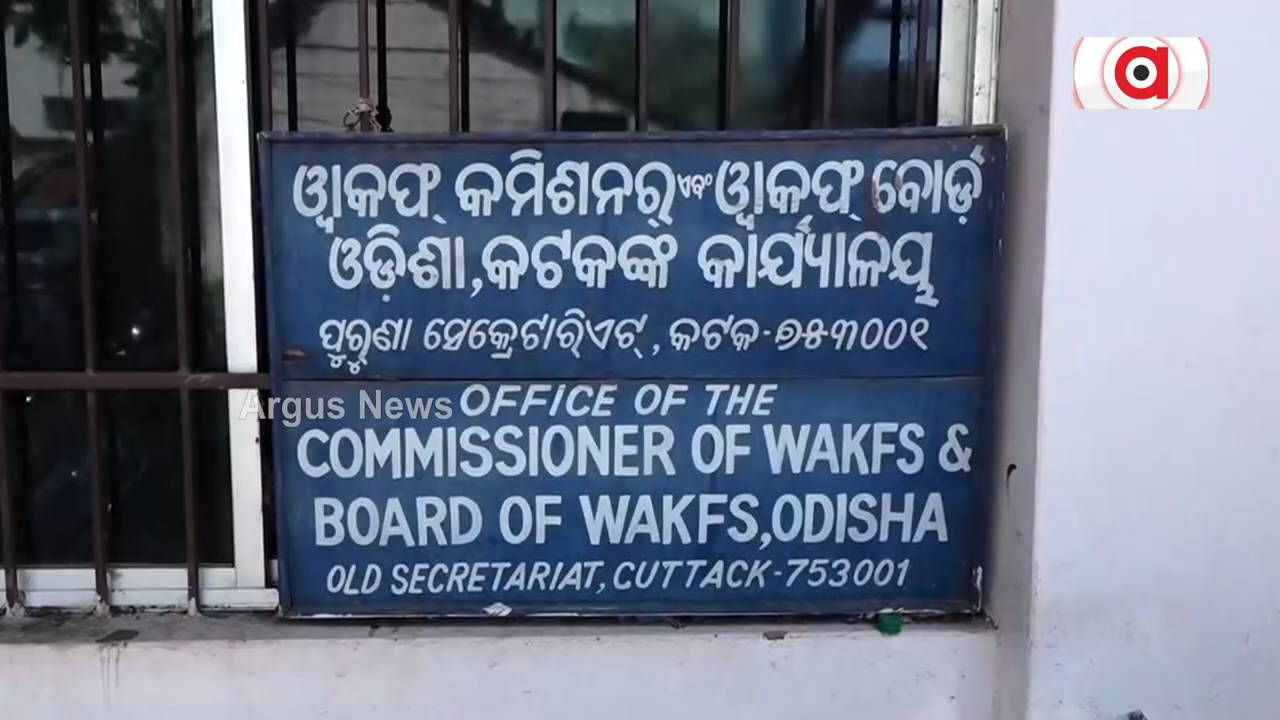 ୱାକଫ୍ କମିଶନର୍ ଏବଂ ୱାକଫ୍ ବୋର୍ଡ଼
ଓଡ଼ିଶା,କଟକଙ୍କ କାର୍ଯ୍ୟାଳୟ
ପୁରୁଣା ସେକ୍ରେଟାରିଏଟ୍, କଟକ-୭୫୩୦୦୧
Argus News
OFFICE OF THE
COMMISSIONER OF WAKFS &
BOARD OF WAKFS,ODISHA
OLD SECRETARIAT, CUTTACK-753001
a